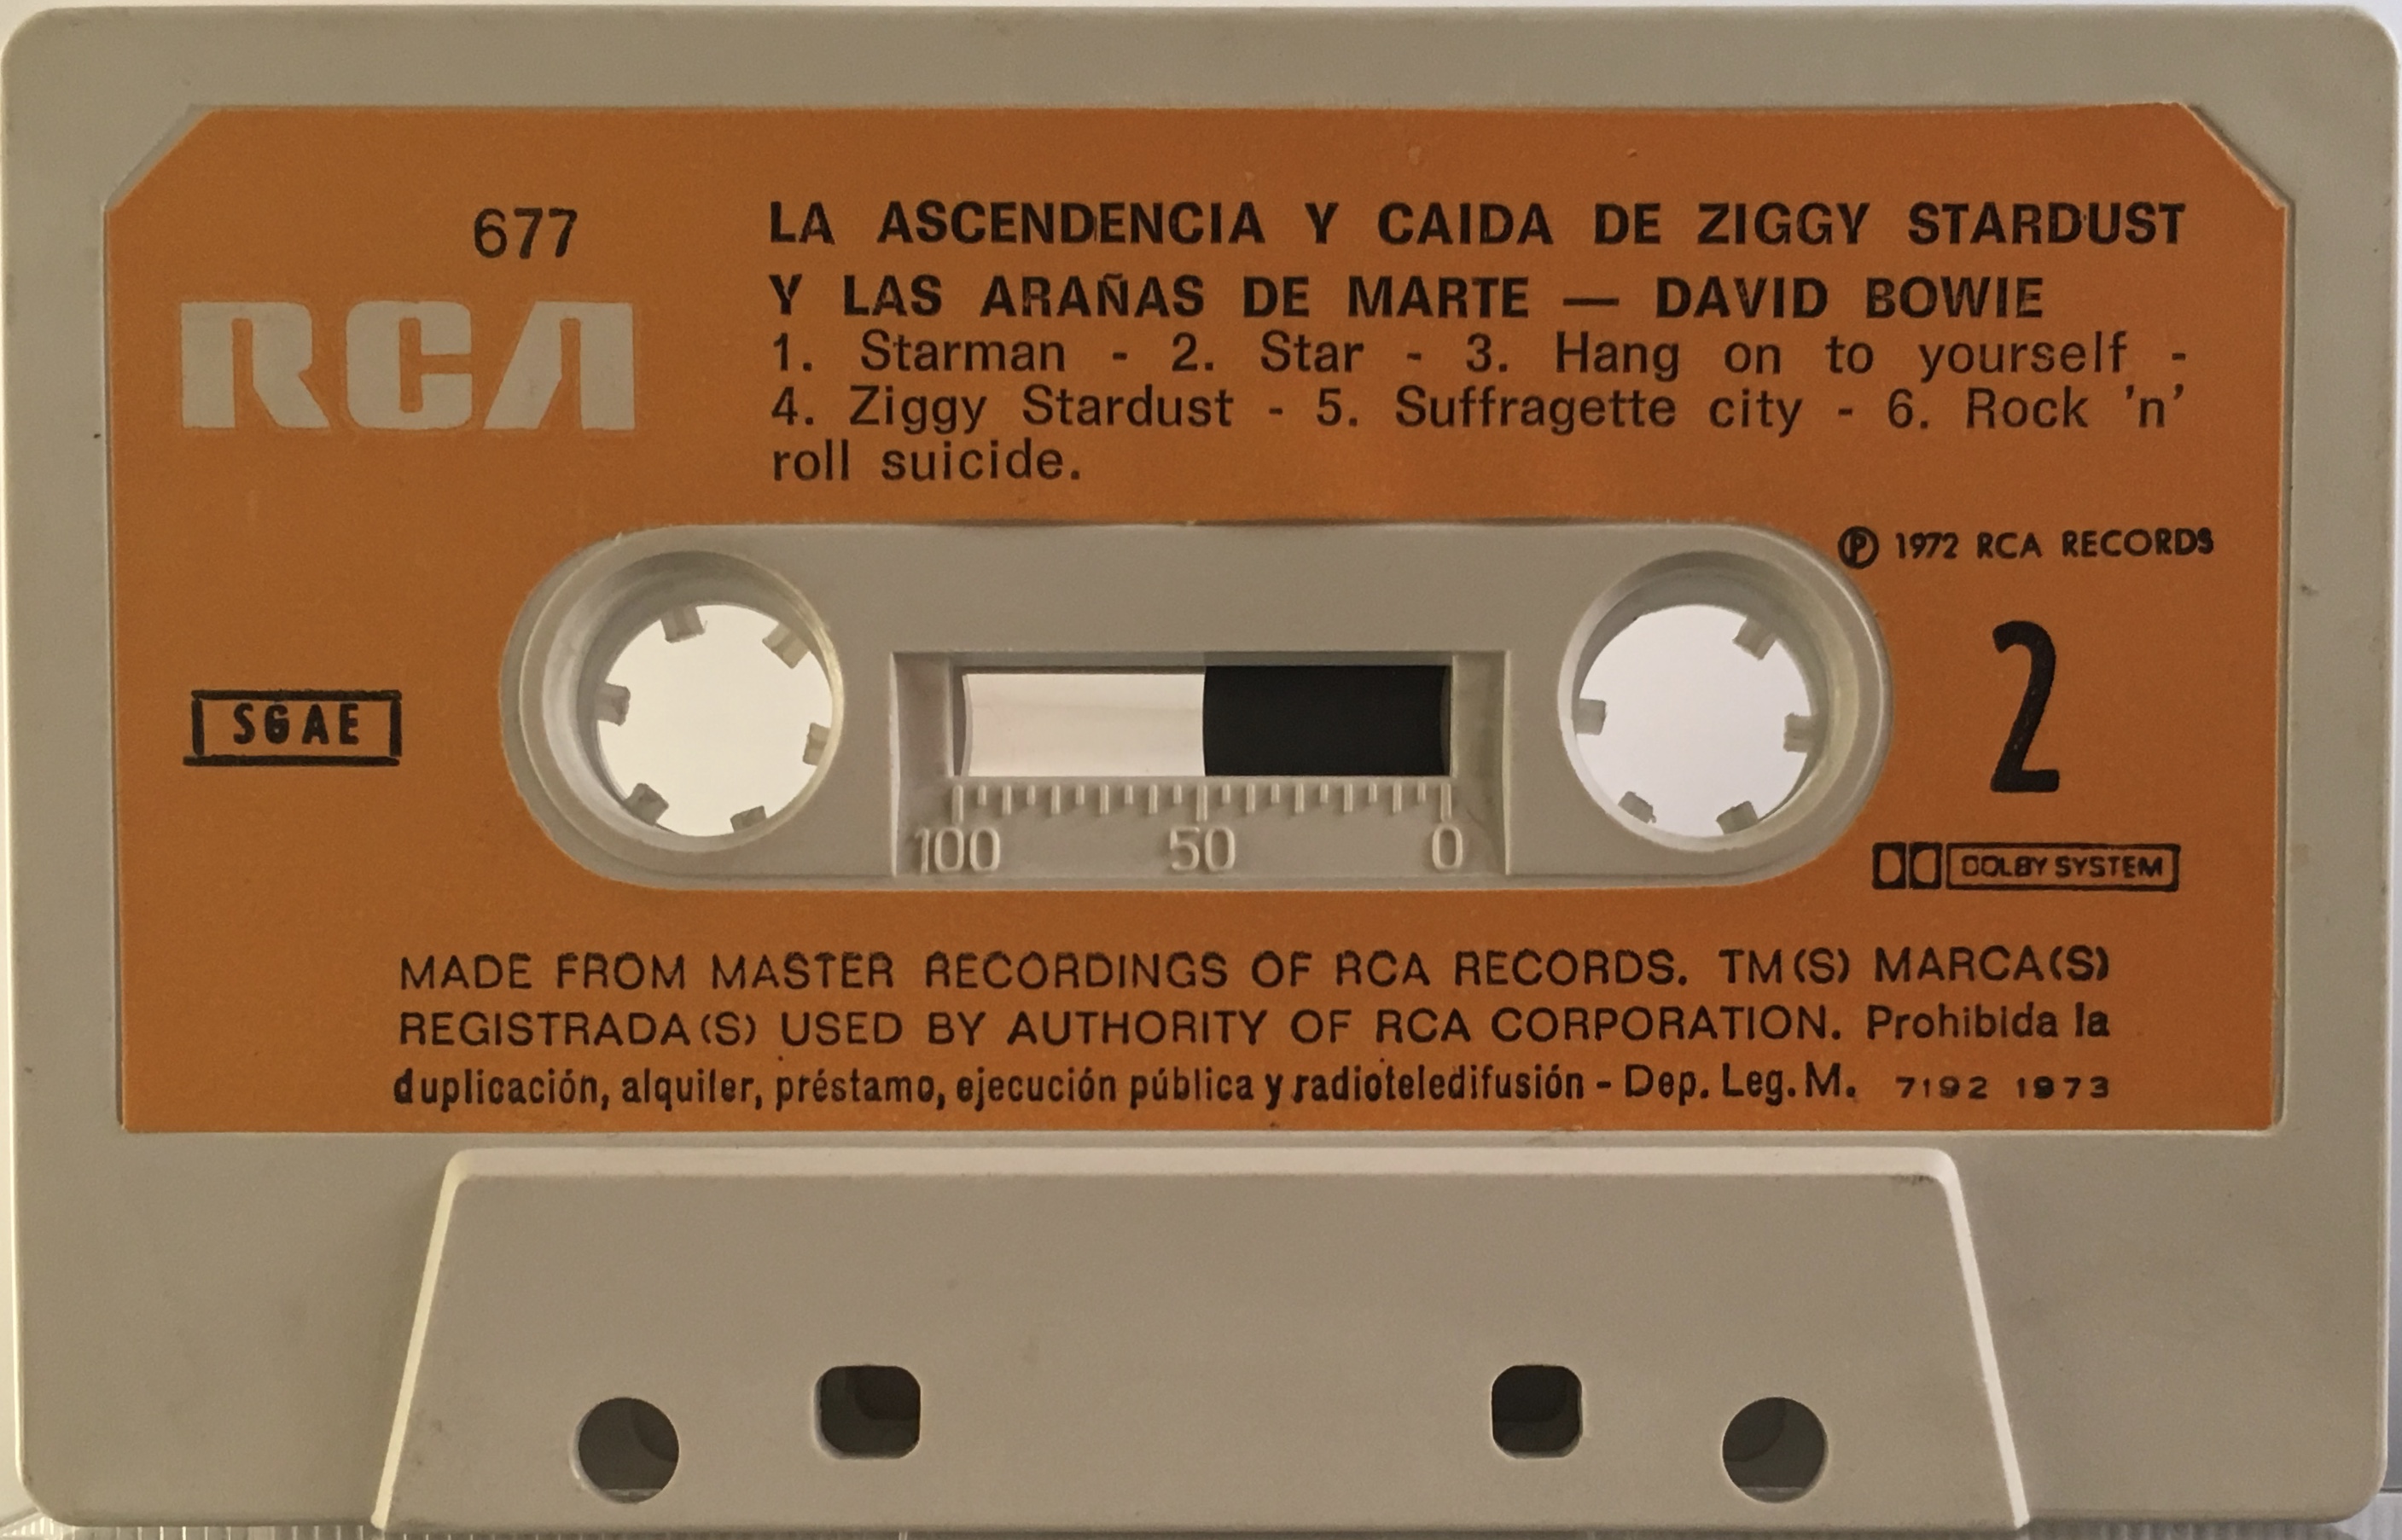 677
RCA
LA ASCENDENCIA Y CAIDA DE ZIGGY STARDUST
Y LAS ARAÑAS DE MARTE — DAVID BOWIE
1. Starman - 2. Star - 3. Hang on to yourself -
4. Ziggy Stardust - 5. Suffragette city - 6. Rock 'n'
roll suicide.
Ⓟ 1972 RCA RECORDS
SGAE
2
100 50 0
DOLBY SYSTEM
MADE FROM MASTER RECORDINGS OF RCA RECORDS. TM(S) MARCA(S)
REGISTRADA(S) USED BY AUTHORITY OF RCA CORPORATION. Prohibida la
duplicación, alquiler, préstamo, ejecución pública y radioteledifusión - Dep. Leg. M. 7192 1973